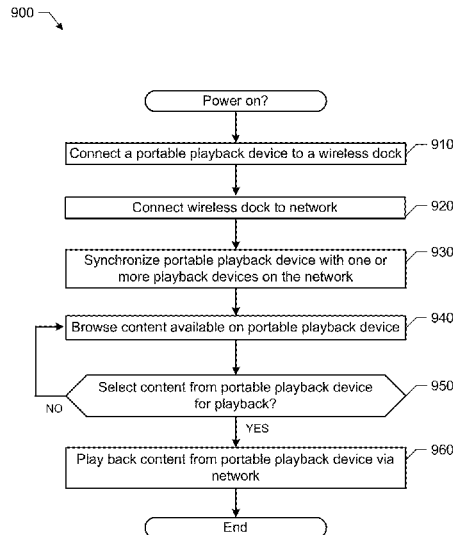 900
Power on?
Connect a portable playback device to a wireless dock
910
Connect wireless dock to network
920
Synchronize portable playback device with one or
more playback devices on the network
930
Browse content available on portable playback device
940
Select content from portable playback device
for playback?
950
NO
YES
Play back content from portable playback device via
network
960
End